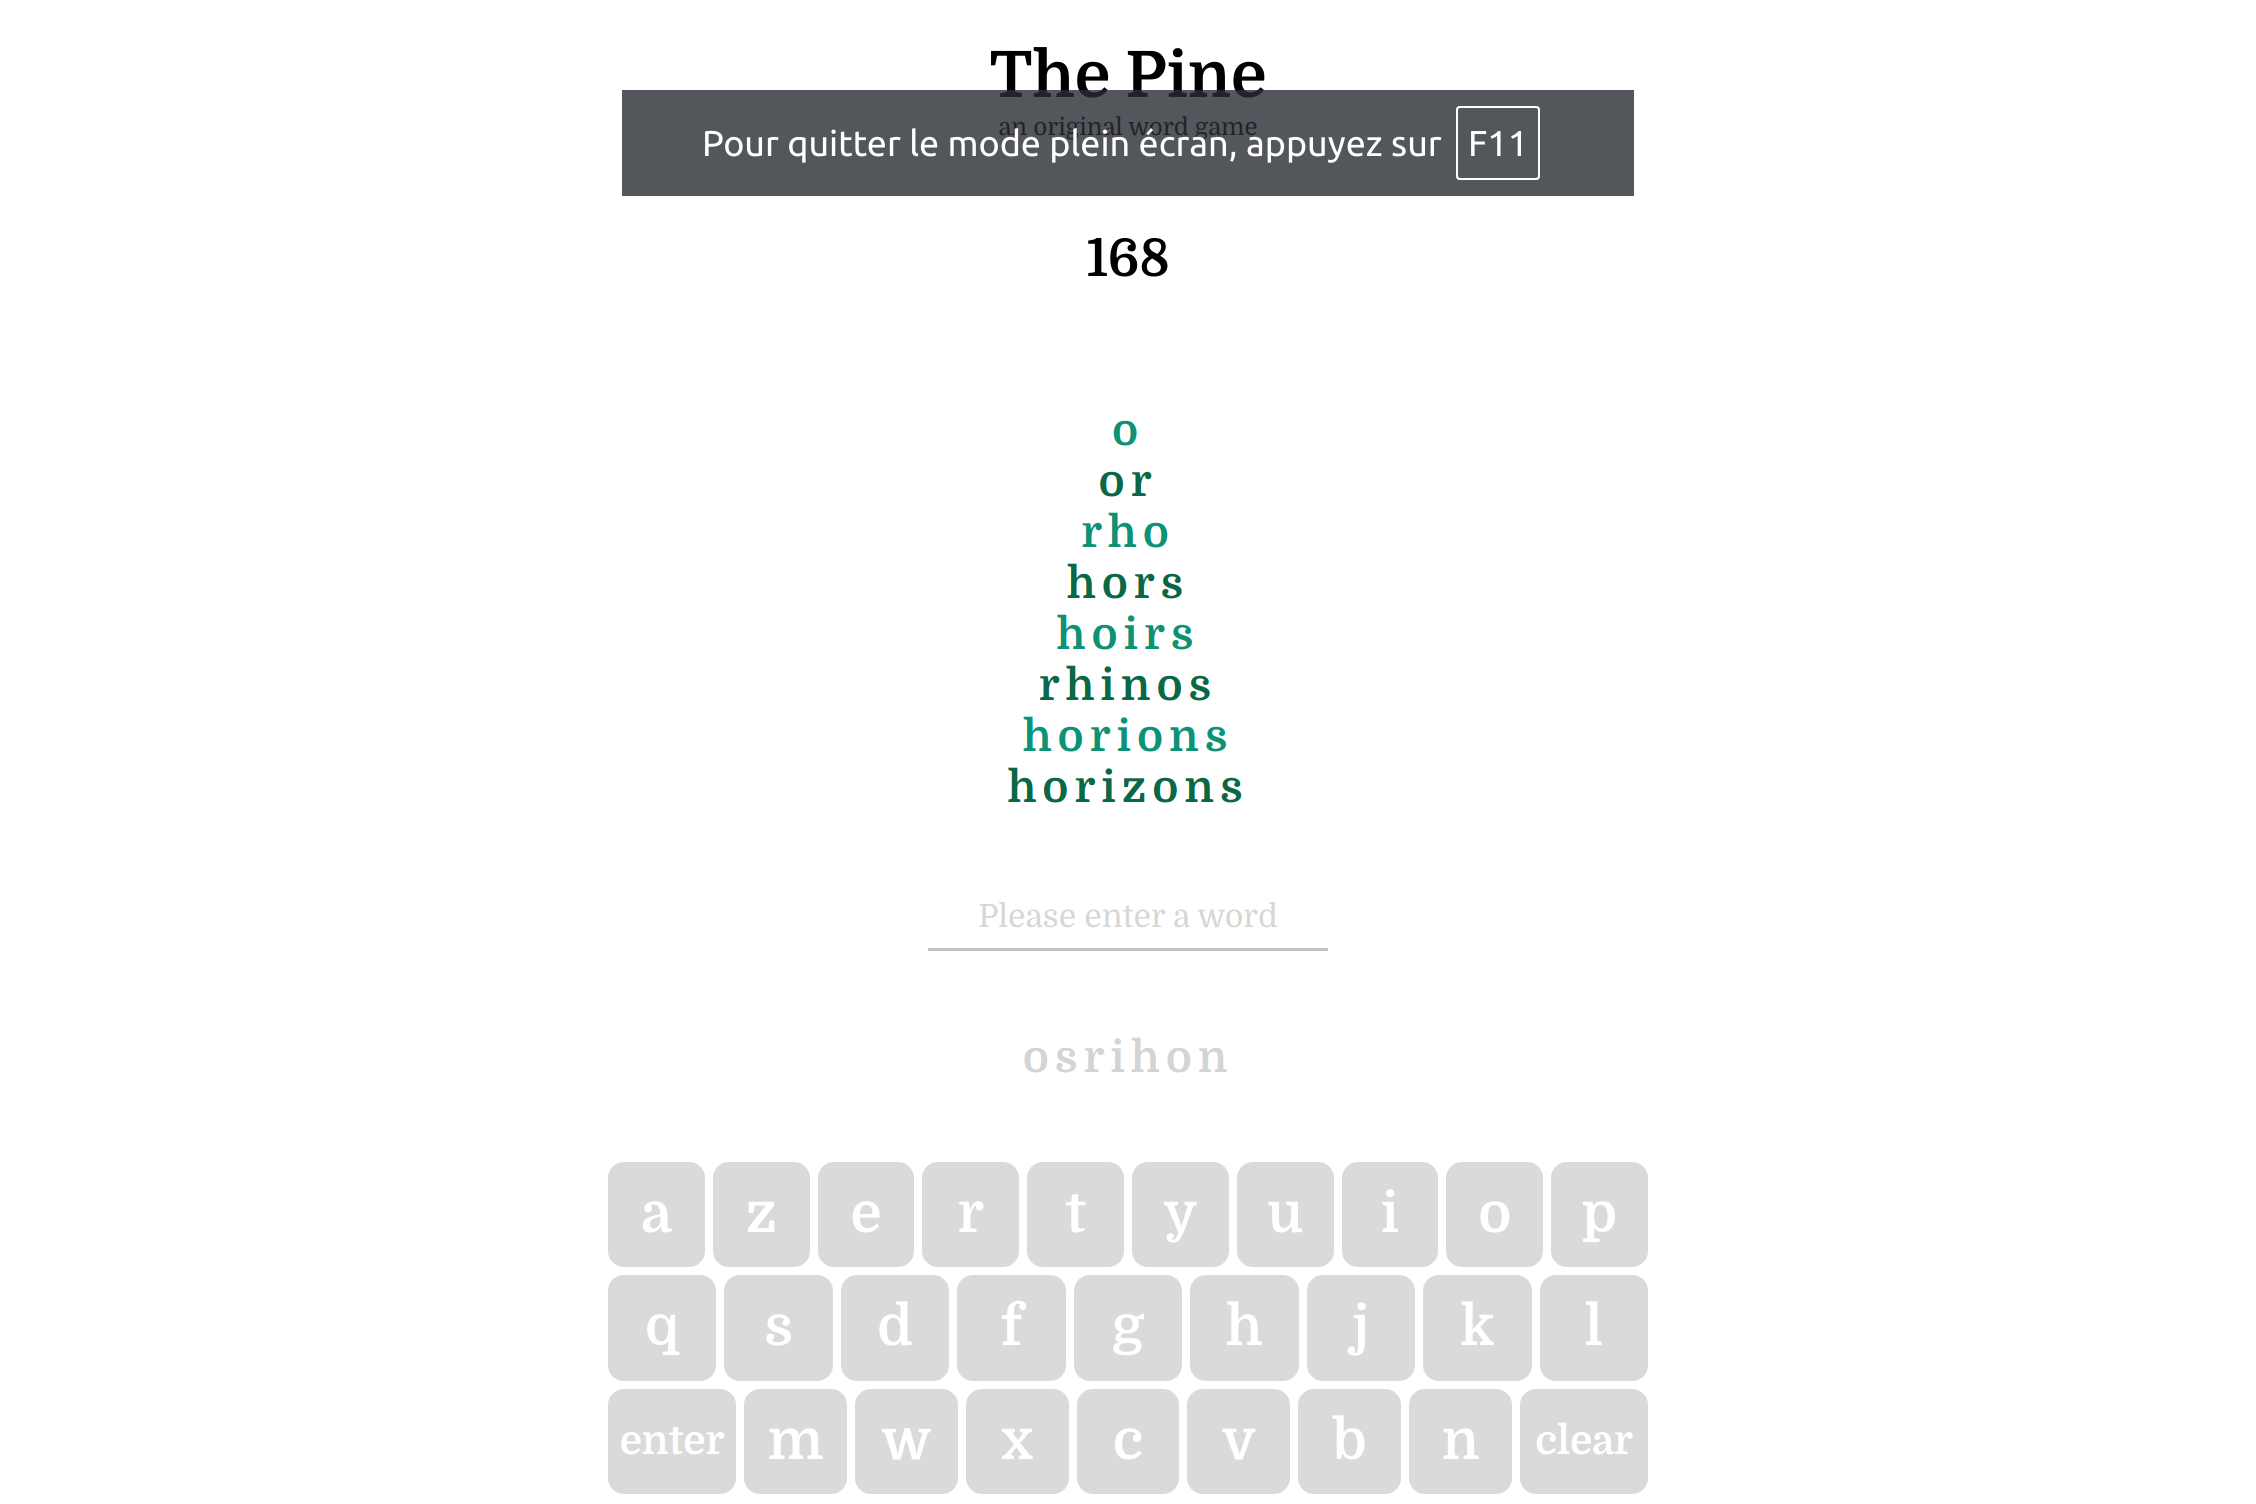 The Pine
an original word game
Pour quitter le mode plein écran, appuyez sur F11
168
o
or
rho
hors
hoirs
rhinos
horions
horizons
Please enter a word
osrihon
a z e r t y u i o p
q s d f g h j k l
enter m w x c v b n clear